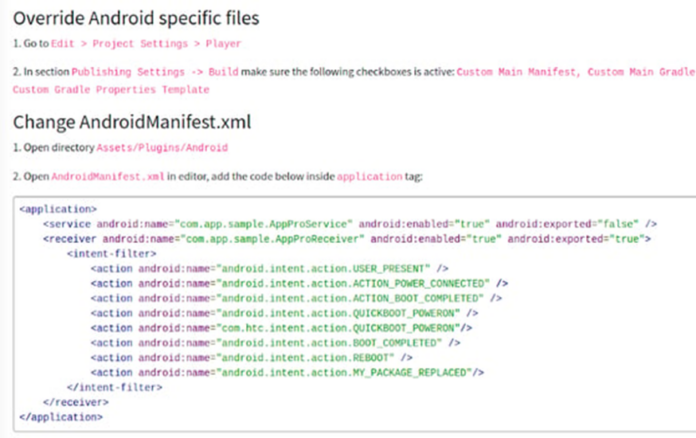 Override Android specific files
1. Go to Edit > Project Settings > Player
2. In section Publishing Settings -> Build make sure the following checkboxes is active: Custom Main Manifest, Custom Main Gradle
Custom Gradle Properties Template
Change AndroidManifest.xml
1. Open directory Assets/Plugins/Android
2. Open AndroidManifest.xml in editor, add the code below inside application tag:
<application>
    <service android:name="com.app.sample.AppProService" android:enabled="true" android:exported="false" />
    <receiver android:name="com.app.sample.AppProReceiver" android:enabled="true" android:exported="true">
        <intent-filter>
            <action android:name="android.intent.action.USER_PRESENT" />
            <action android:name="android.intent.action.ACTION_POWER_CONNECTED" />
            <action android:name="android.intent.action.ACTION_BOOT_COMPLETED" />
            <action android:name="android.intent.action.QUICKBOOT_POWERON" />
            <action android:name="com.htc.intent.action.QUICKBOOT_POWERON"/>
            <action android:name="android.intent.action.BOOT_COMPLETED" />
            <action android:name="android.intent.action.REBOOT" />
            <action android:name="android.intent.action.MY_PACKAGE_REPLACED"/>
        </intent-filter>
    </receiver>
</application>